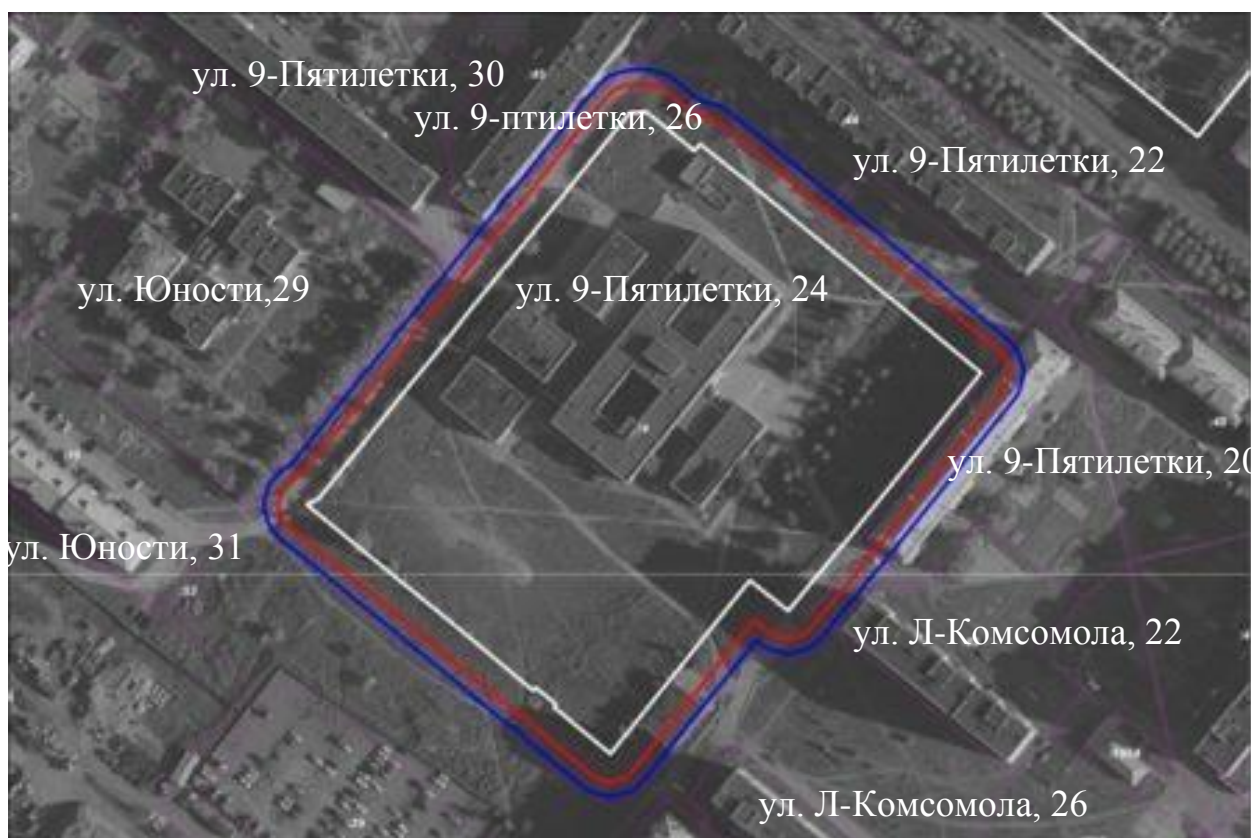 ул. 9-Пятилетки, 30
ул. 9-птилетки, 26
ул. 9-Пятилетки, 22
ул. Юности,29
ул. 9-Пятилетки, 24
ул. 9-Пятилетки, 20
ул. Юности, 31
ул. Л-Комсомола, 22
ул. Л-Комсомола, 26